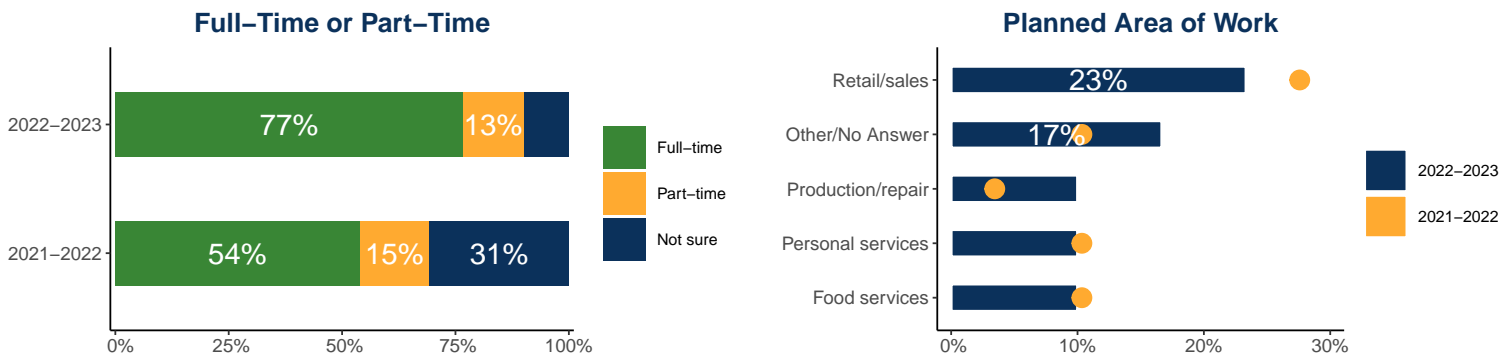 Full−Time or Part−Time
2022−2023
77%
13%
2021−2022
54%
15%
31%
0%
25%
50%
75%
100%
Full−time
Part−time
Not sure
Planned Area of Work
Retail/sales
23%
Other/No Answer
17%
Production/repair
Personal services
Food services
0%
10%
20%
30%
2022−2023
2021−2022